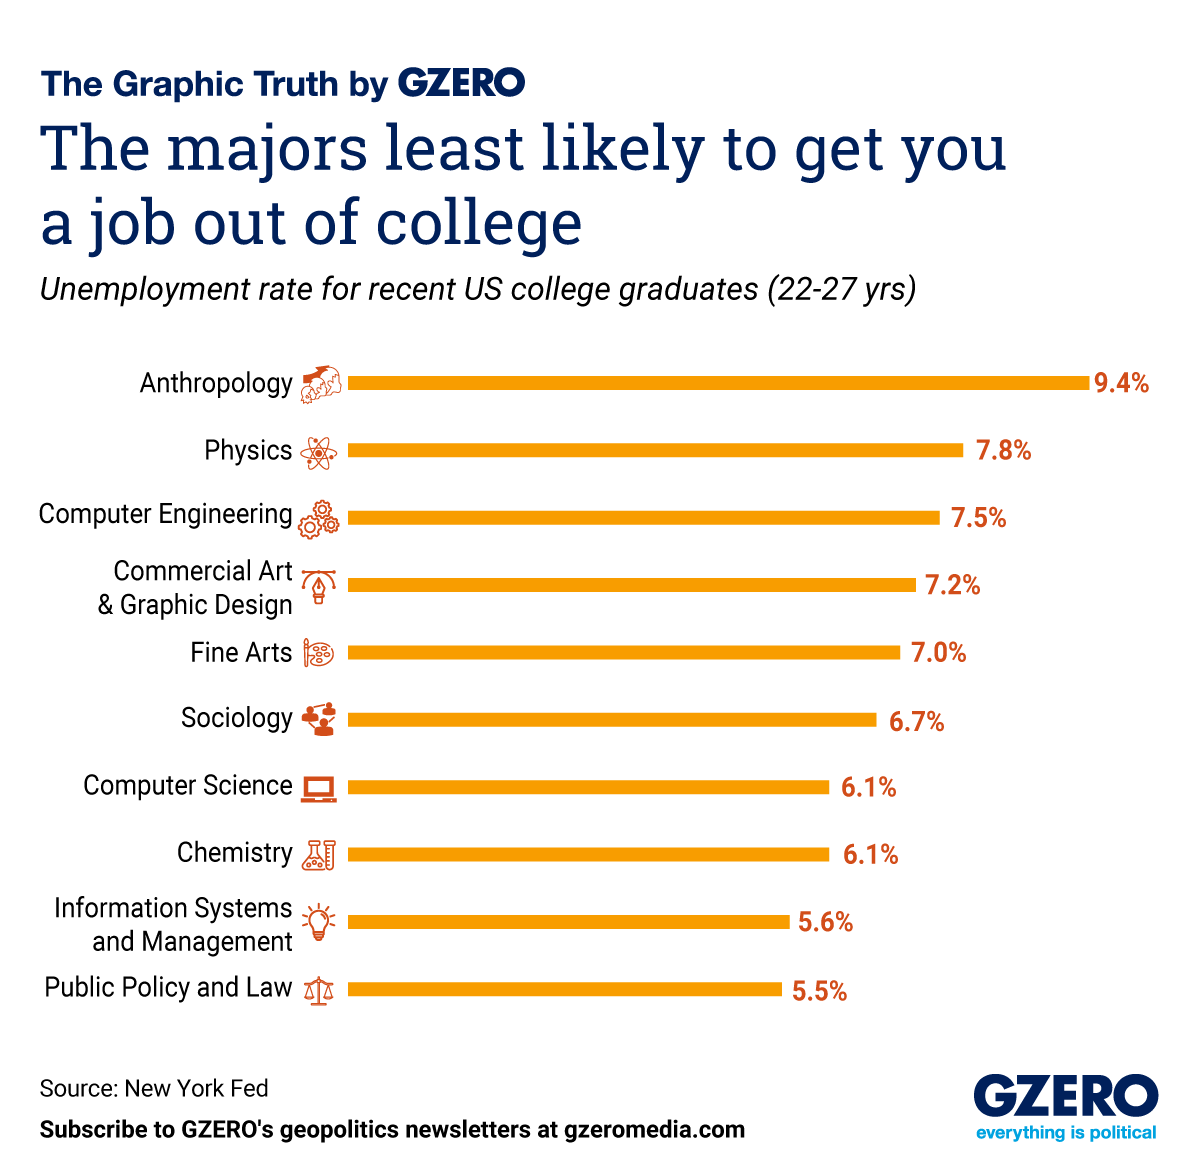 The Graphic Truth by GZERO
The majors least likely to get you
a job out of college
Unemployment rate for recent US college graduates (22-27 yrs)
Anthropology 9.4%
Physics 7.8%
Computer Engineering 7.5%
Commercial Art
& Graphic Design 7.2%
Fine Arts 7.0%
Sociology 6.7%
Computer Science 6.1%
Chemistry 6.1%
Information Systems
and Management 5.6%
Public Policy and Law 5.5%
Source: New York Fed
Subscribe to GZERO's geopolitics newsletters at gzeromedia.com
GZERO
everything is political